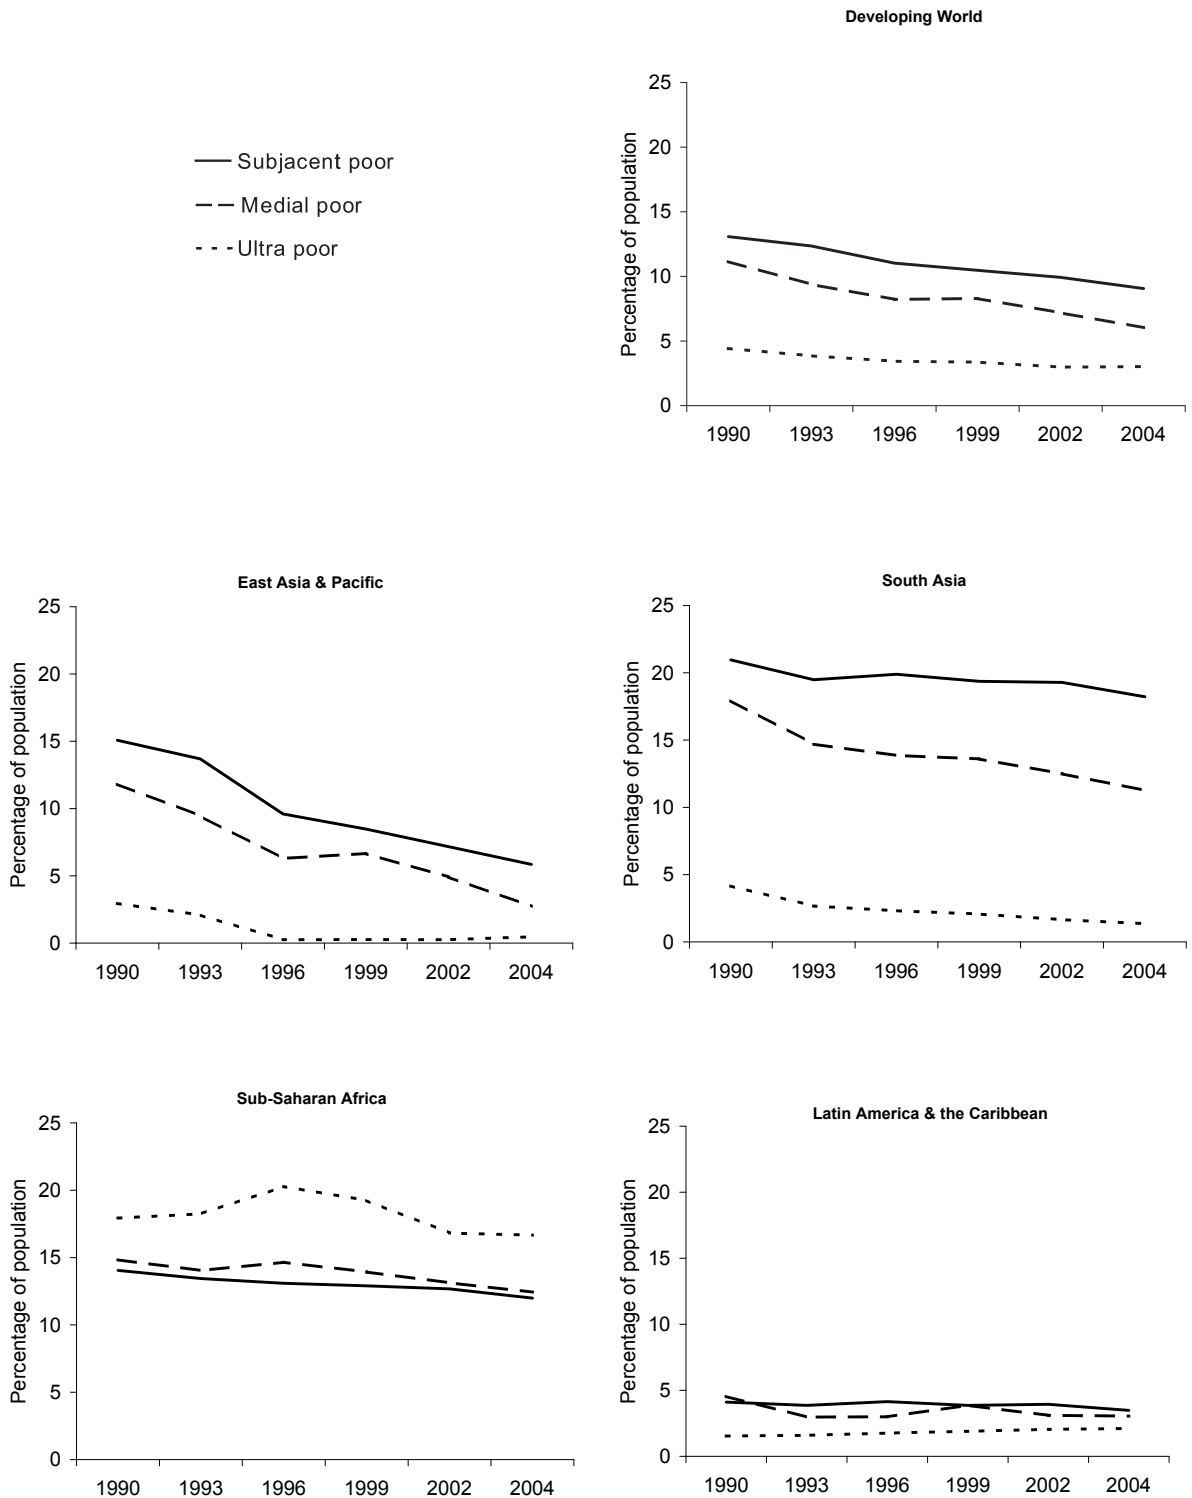 Developing World
Subjacent poor
Medial poor
Ultra poor
Percentage of population
25
20
15
10
5
0
1990 1993 1996 1999 2002 2004
East Asia & Pacific
Percentage of population
25
20
15
10
5
0
1990 1993 1996 1999 2002 2004
South Asia
Percentage of population
25
20
15
10
5
0
1990 1993 1996 1999 2002 2004
Sub-Saharan Africa
Percentage of population
25
20
15
10
5
0
1990 1993 1996 1999 2002 2004
Latin America & the Caribbean
Percentage of population
25
20
15
10
5
0
1990 1993 1996 1999 2002 2004